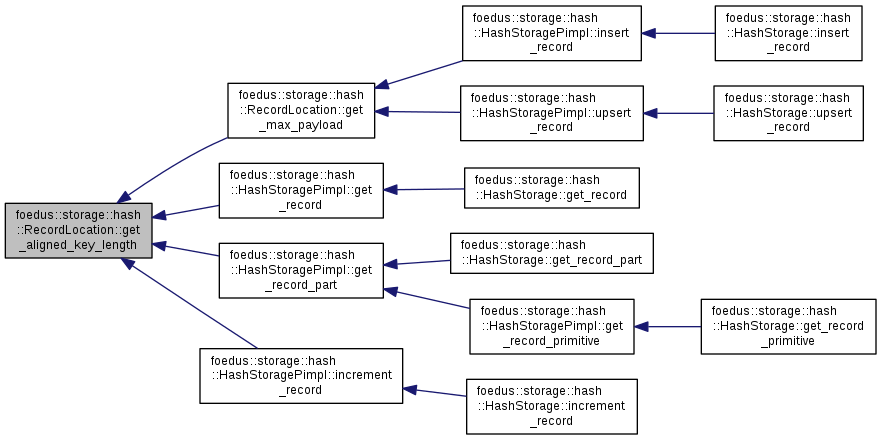 foedus::storage::hash
::RecordLocation::get
_aligned_key_length
foedus::storage::hash
::RecordLocation::get
_max_payload
foedus::storage::hash
::HashStoragePimpl::insert
_record
foedus::storage::hash
::HashStorage::insert
_record
foedus::storage::hash
::HashStoragePimpl::upsert
_record
foedus::storage::hash
::HashStorage::upsert
_record
foedus::storage::hash
::HashStoragePimpl::get
_record
foedus::storage::hash
::HashStorage::get_record
foedus::storage::hash
::HashStoragePimpl::get
_record_part
foedus::storage::hash
::HashStorage::get_record_part
foedus::storage::hash
::HashStoragePimpl::get
_record_primitive
foedus::storage::hash
::HashStorage::get_record
_primitive
foedus::storage::hash
::HashStoragePimpl::increment
_record
foedus::storage::hash
::HashStorage::increment
_record